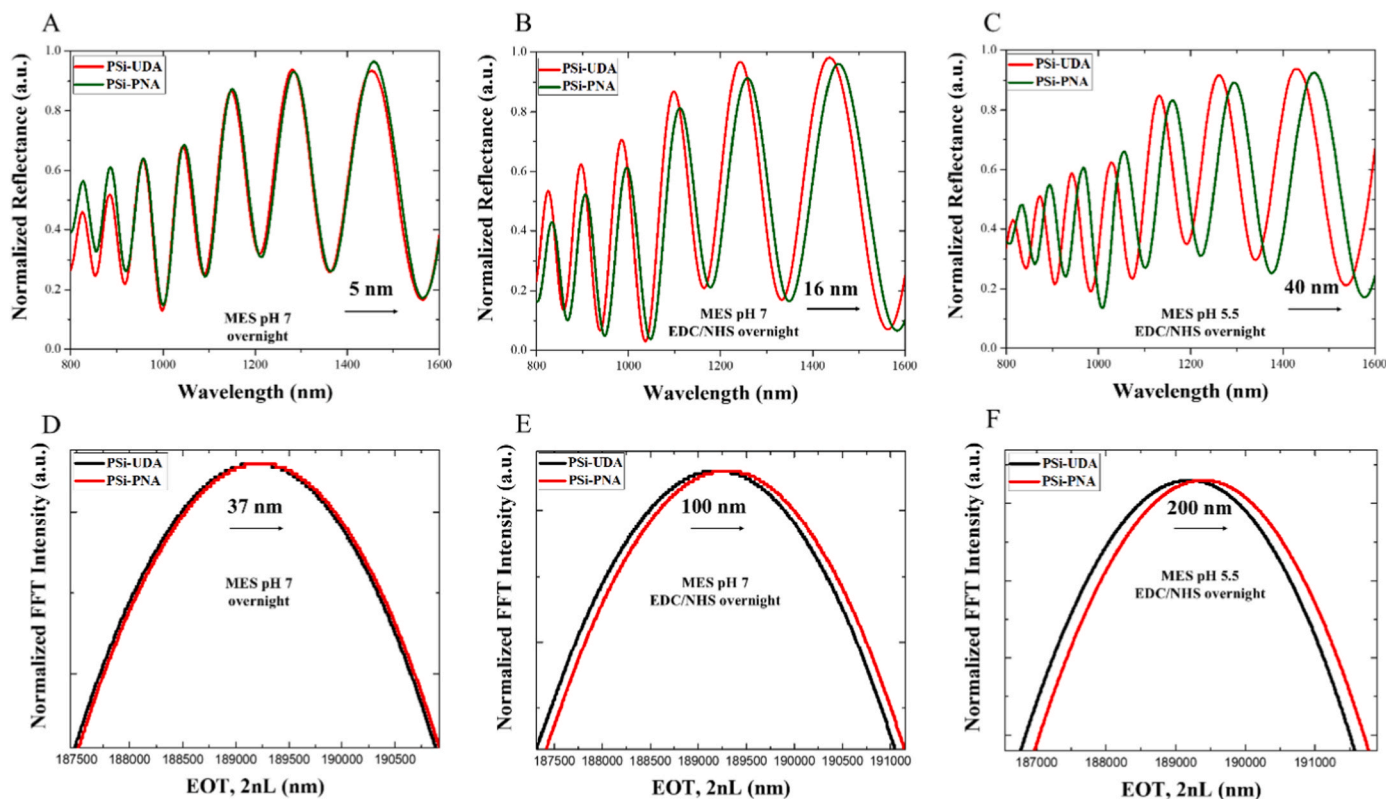 A
PSi-UDA
PSi-PNA
Normalized Reflectance (a.u.)
1.0
0.8
0.6
0.4
0.2
0.0
5 nm
MES pH 7
overnight
800 1000 1200 1400 1600
Wavelength (nm)
B
PSi-UDA
PSi-PNA
Normalized Reflectance (a.u.)
1.0
0.8
0.6
0.4
0.2
0.0
16 nm
MES pH 7
EDC/NHS overnight
800 1000 1200 1400 1600
Wavelength (nm)
C
PSi-UDA
PSi-PNA
Normalized Reflectance (a.u.)
1.0
0.8
0.6
0.4
0.2
0.0
40 nm
MES pH 5.5
EDC/NHS overnight
800 1000 1200 1400 1600
Wavelength (nm)
D
PSi-UDA
PSi-PNA
Normalized FFT Intensity (a.u.)
37 nm
MES pH 7
overnight
187500 188000 188500 189000 189500 190000 190500
EOT, 2nL (nm)
E
PSi-UDA
PSi-PNA
Normalized FFT Intensity (a.u.)
100 nm
MES pH 7
EDC/NHS overnight
187500 188000 188500 189000 189500 190000 190500 191000
EOT, 2nL (nm)
F
PSi-UDA
PSi-PNA
Normalized FFT Intensity (a.u.)
200 nm
MES pH 5.5
EDC/NHS overnight
187000 188000 189000 190000 191000
EOT, 2nL (nm)